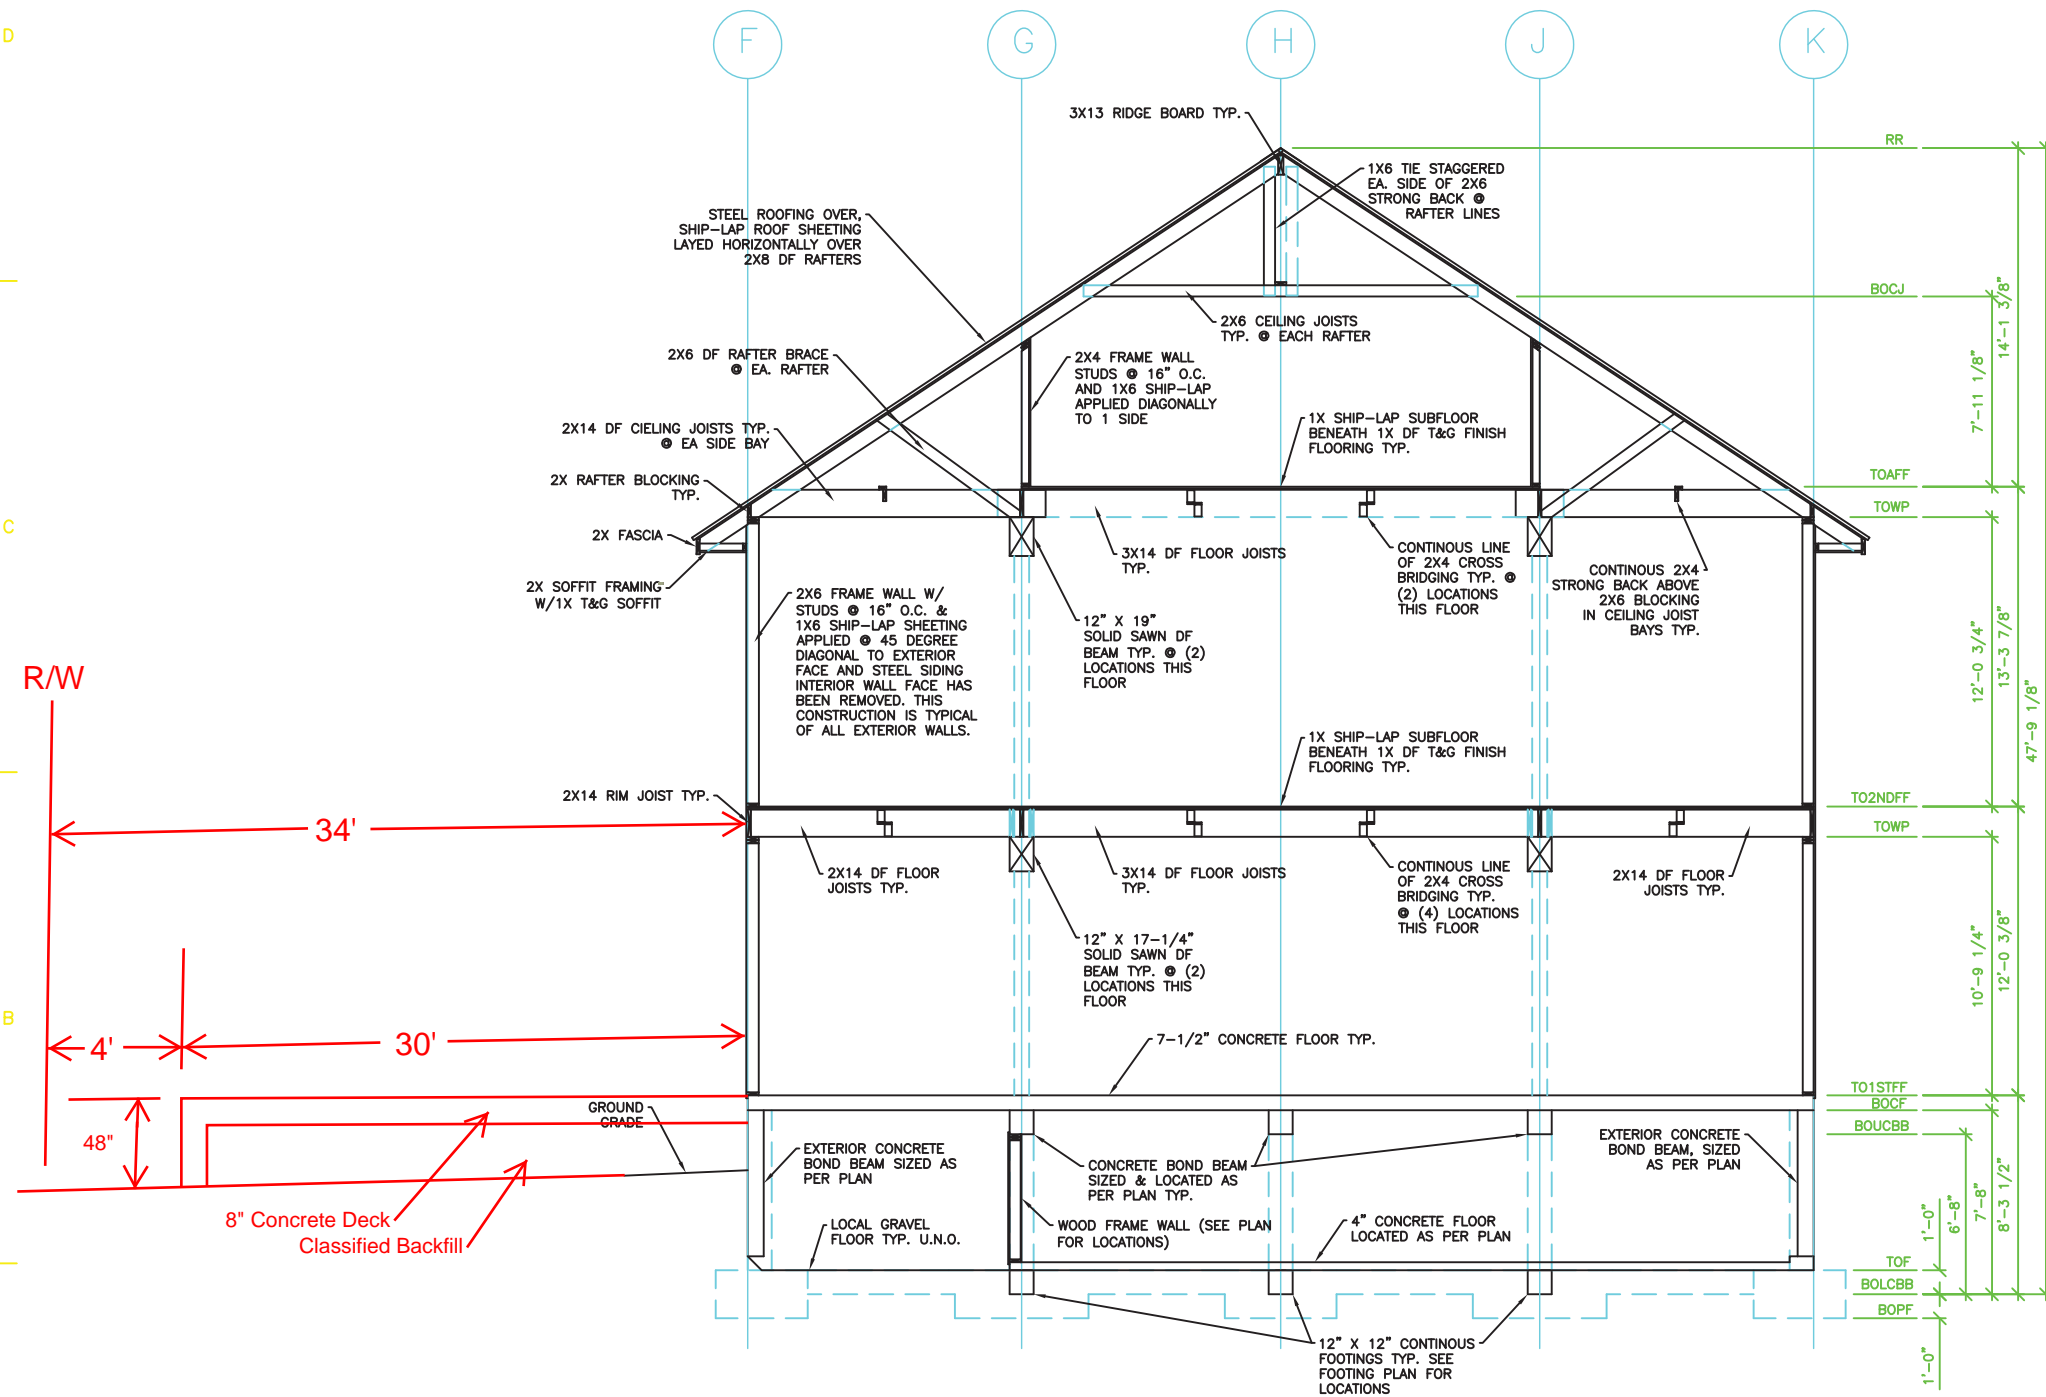 D
F
G
H
J
K
3X13 RIDGE BOARD TYP.
RR
1X6 TIE STAGGERED
EA. SIDE OF 2X6
STRONG BACK @
RAFTER LINES
STEEL ROOFING OVER,
SHIP-LAP ROOF SHEETING
LAYED HORIZONTALLY OVER
2X8 DF RAFTERS
BOCJ
14'-1 3/8"
2X6 CEILING JOISTS
TYP. @ EACH RAFTER
2X6 DF RAFTER BRACE
@ EA. RAFTER
2X4 FRAME WALL
STUDS @ 16" O.C.
AND 1X6 SHIP-LAP
APPLIED DIAGONALLY
TO 1 SIDE
7'-11 1/8"
2X14 DF CIELING JOISTS TYP.
@ EA SIDE BAY
1X SHIP-LAP SUBFLOOR
BENEATH 1X DF T&G FINISH
FLOORING TYP.
2X RAFTER BLOCKING
TYP.
TOAFF
TOWP
C
2X FASCIA
3X14 DF FLOOR JOISTS
TYP.
CONTINOUS LINE
OF 2X4 CROSS
BRIDGING TYP. @
(2) LOCATIONS
THIS FLOOR
CONTINOUS 2X4
STRONG BACK ABOVE
2X6 BLOCKING
IN CEILING JOIST
BAYS TYP.
2X SOFFIT FRAMING
W/1X T&G SOFFIT
2X6 FRAME WALL W/
STUDS @ 16" O.C. &
1X6 SHIP-LAP SHEETING
APPLIED @ 45 DEGREE
DIAGONAL TO EXTERIOR
FACE AND STEEL SIDING
INTERIOR WALL FACE HAS
BEEN REMOVED. THIS
CONSTRUCTION IS TYPICAL
OF ALL EXTERIOR WALLS.
12" X 19"
SOLID SAWN DF
BEAM TYP. @ (2)
LOCATIONS THIS
FLOOR
R/W
12'-0 3/4"
13'-3 7/8"
47'-9 1/8"
1X SHIP-LAP SUBFLOOR
BENEATH 1X DF T&G FINISH
FLOORING TYP.
2X14 RIM JOIST TYP.
TO2NDFF
TOWP
34'
2X14 DF FLOOR
JOISTS TYP.
3X14 DF FLOOR JOISTS
TYP.
CONTINOUS LINE
OF 2X4 CROSS
BRIDGING TYP.
@ (4) LOCATIONS
THIS FLOOR
2X14 DF FLOOR
JOISTS TYP.
12" X 17-1/4"
SOLID SAWN DF
BEAM TYP. @ (2)
LOCATIONS THIS
FLOOR
10'-9 1/4"
12'-0 3/8"
B
4'
30'
7-1/2" CONCRETE FLOOR TYP.
TO1STFF
BOCF
BOUCBB
GROUND
GRADE
48"
EXTERIOR CONCRETE
BOND BEAM SIZED AS
PER PLAN
CONCRETE BOND BEAM
SIZED & LOCATED AS
PER PLAN TYP.
EXTERIOR CONCRETE
BOND BEAM, SIZED
AS PER PLAN
8" Concrete Deck
Classified Backfill
LOCAL GRAVEL
FLOOR TYP. U.N.O.
WOOD FRAME WALL (SEE PLAN
FOR LOCATIONS)
4" CONCRETE FLOOR
LOCATED AS PER PLAN
1'-0"
6'-8"
7'-8"
8'-3 1/2"
TOF
BOLCBB
BOPF
12" X 12" CONTINOUS
FOOTINGS TYP. SEE
FOOTING PLAN FOR
LOCATIONS
1'-0"